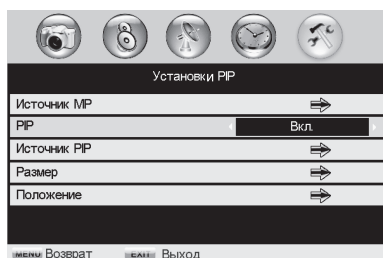 Установки PIP
Источник MP
PIP Вкл.
Источник PIP
Размер
Положение
MENU Возврат EXIT Выход